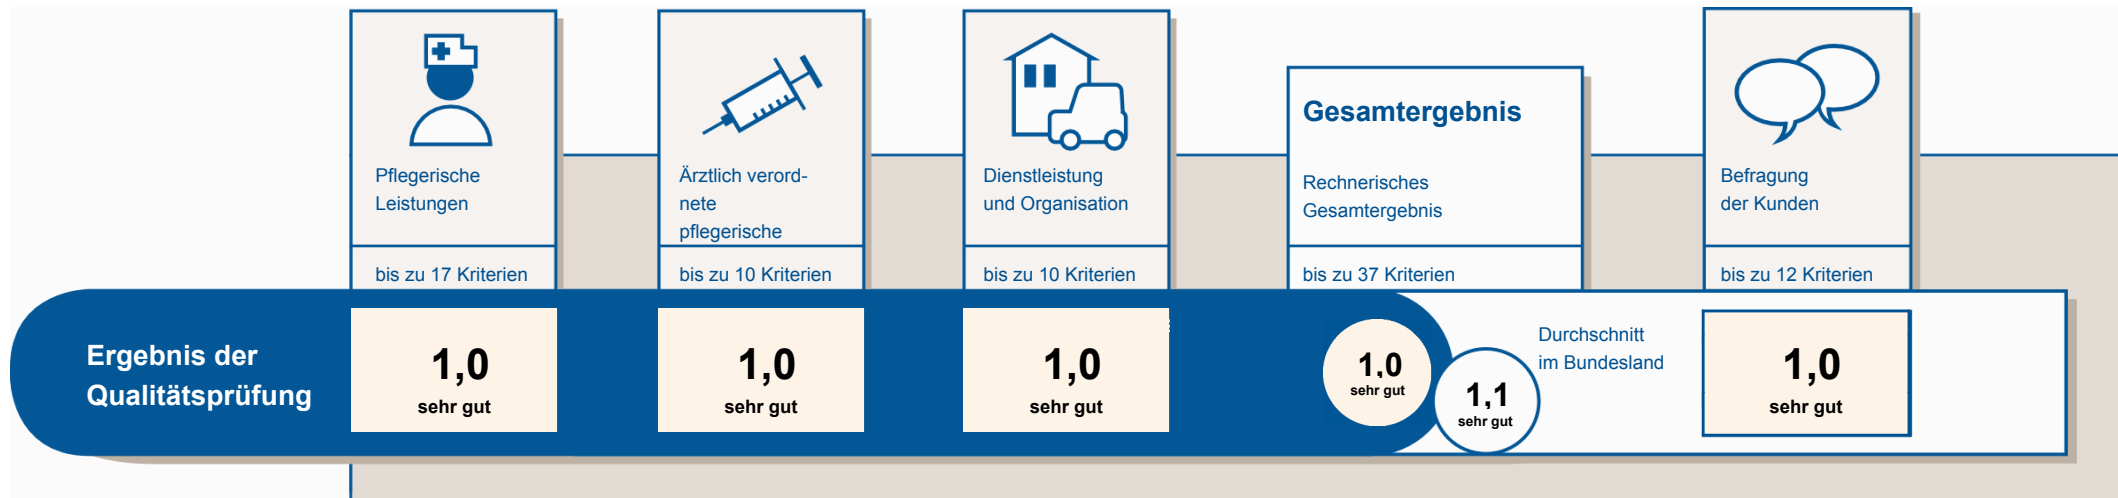 Pflegerische
Leistungen
bis zu 17 Kriterien
Ärztlich verord-
nete
pflegerische
bis zu 10 Kriterien
Dienstleistung
und Organisation
bis zu 10 Kriterien
Gesamtergebnis
Rechnerisches
Gesamtergebnis
bis zu 37 Kriterien
Befragung
der Kunden
bis zu 12 Kriterien
Ergebnis der
Qualitätsprüfung
1,0
sehr gut
1,0
sehr gut
1,0
sehr gut
1,0
sehr gut
1,1
sehr gut
Durchschnitt
im Bundesland
1,0
sehr gut